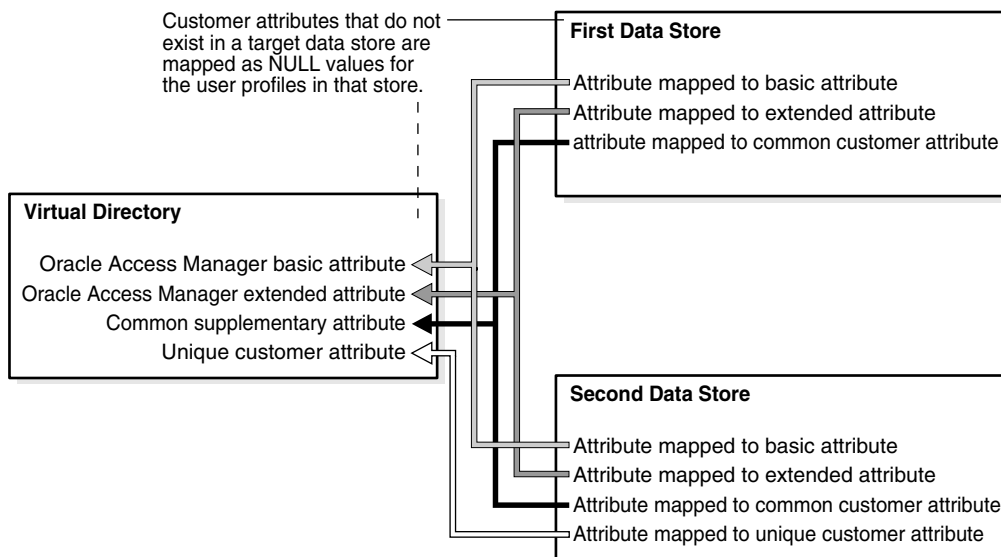 Customer attributes that do not
exist in a target data store are
mapped as NULL values for
the user profiles in that store.
First Data Store
Attribute mapped to basic attribute
Attribute mapped to extended attribute
attribute mapped to common customer attribute
Virtual Directory
Oracle Access Manager basic attribute
Oracle Access Manager extended attribute
Common supplementary attribute
Unique customer attribute
Second Data Store
Attribute mapped to basic attribute
Attribute mapped to extended attribute
Attribute mapped to common customer attribute
Attribute mapped to unique customer attribute